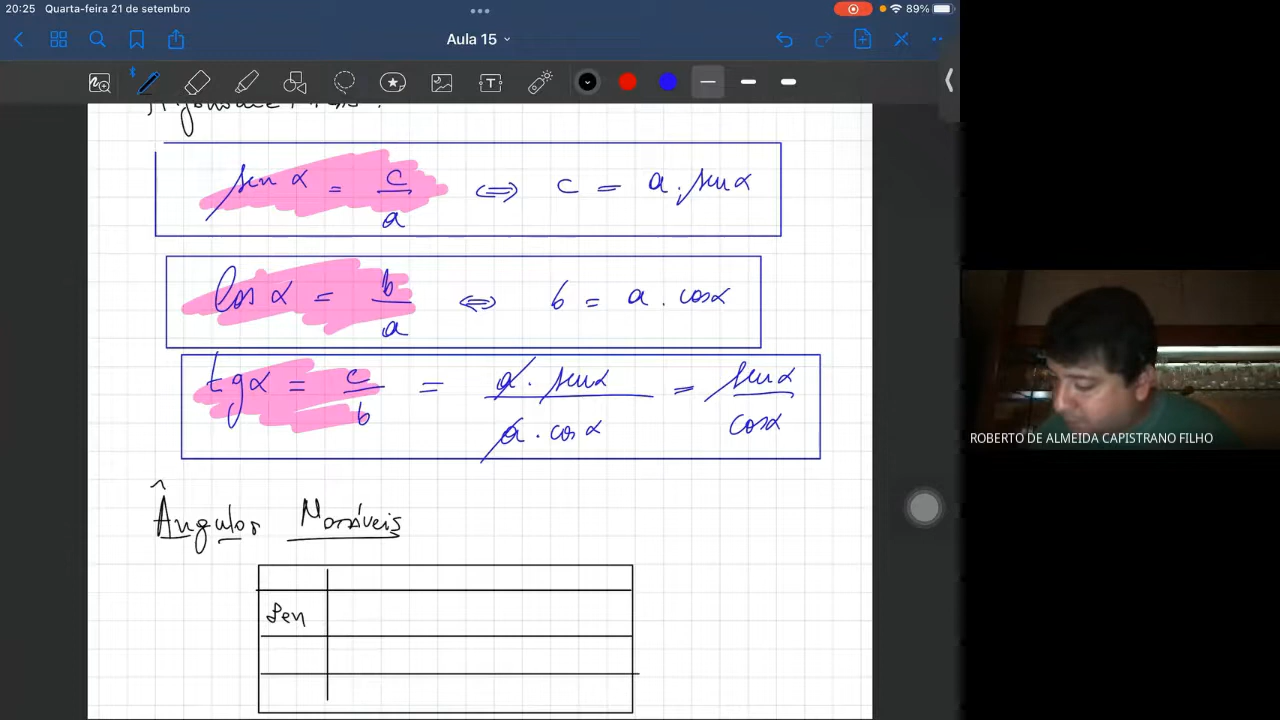 20:25 Quarta-feira 21 de setembro
89%
Aula 15
sen α = c/a ⇔ c = a . sen α
cos α = b/a ⇔ b = a . cos α
tg α = c/b = a . sen α / a . cos α = sen α / cos α
Ângulos Notáveis
Sen
ROBERTO DE ALMEIDA CAPISTRANO FILHO